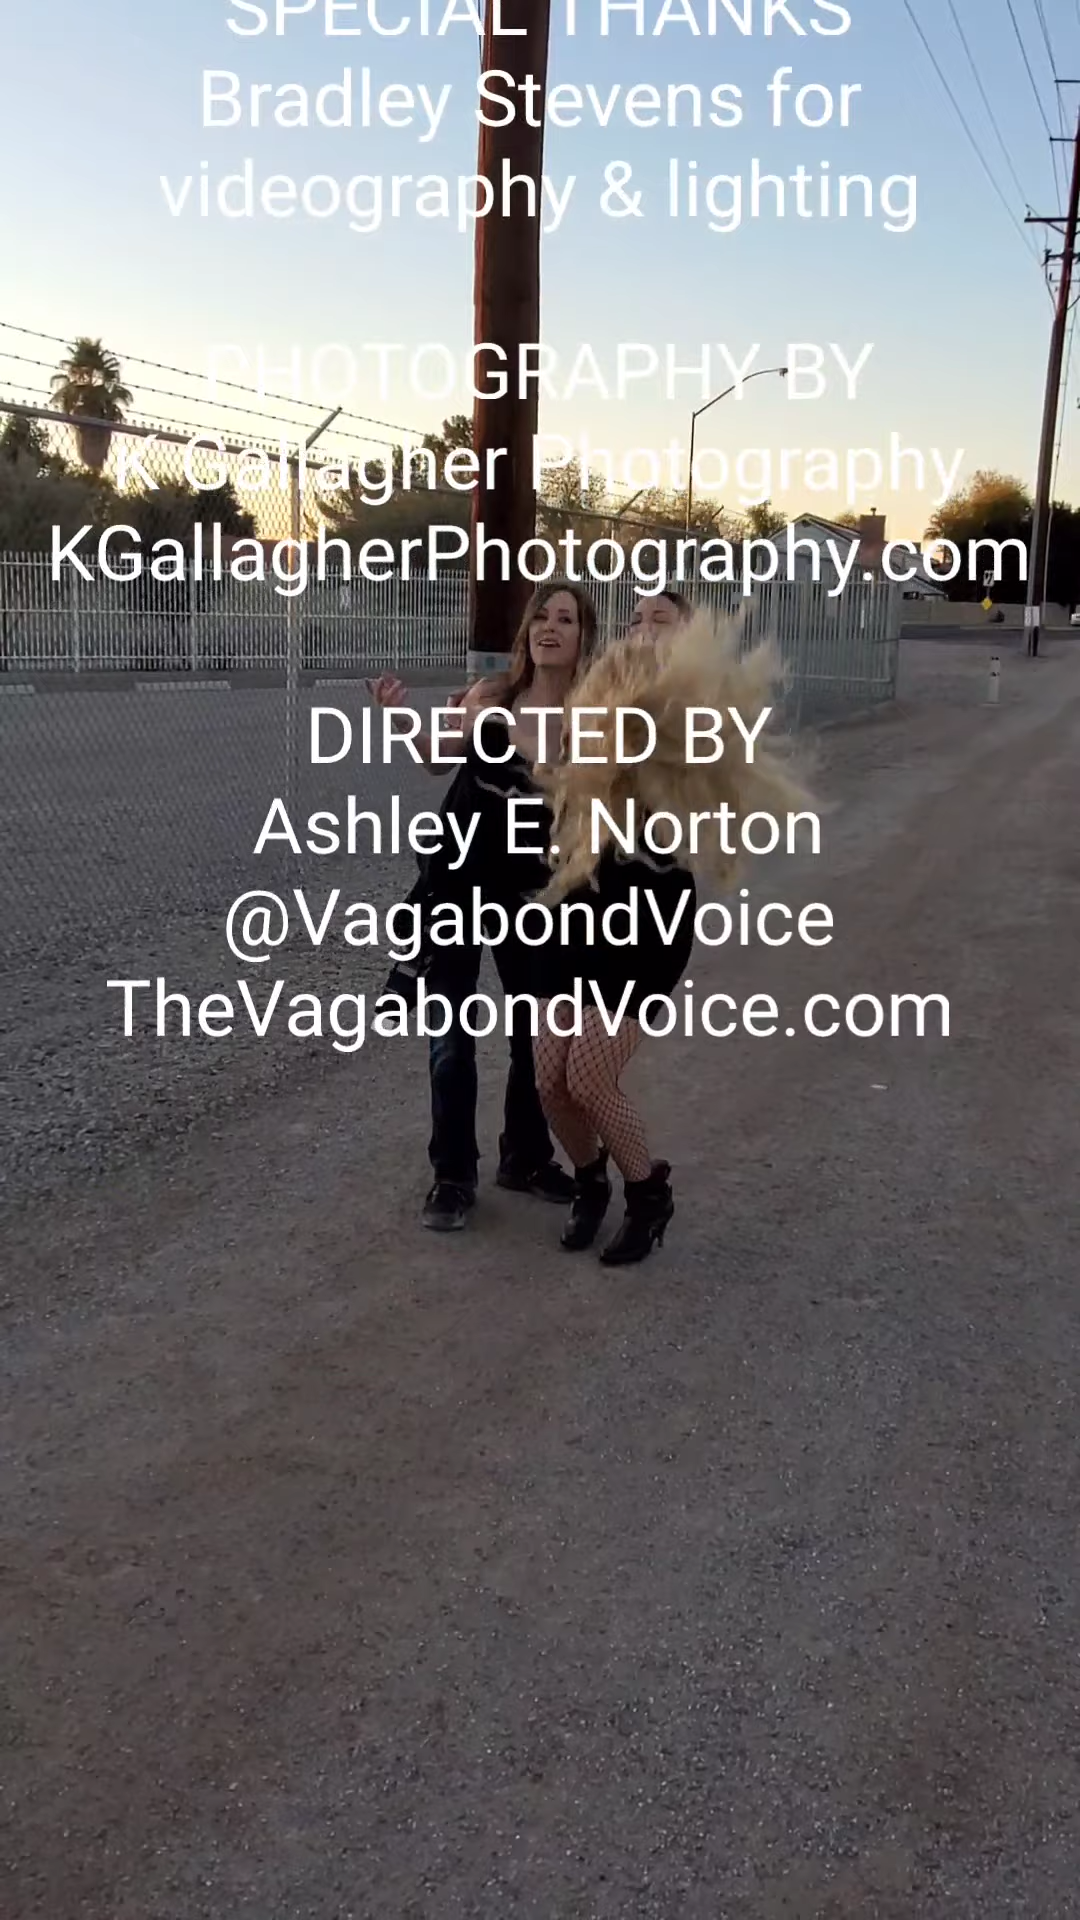 SPECIAL THANKS
Bradley Stevens for
videography & lighting
PHOTOGRAPHY BY
K Gallagher Photography
KGallagherPhotography.com
DIRECTED BY
Ashley E. Norton
@VagabondVoice
TheVagabondVoice.com